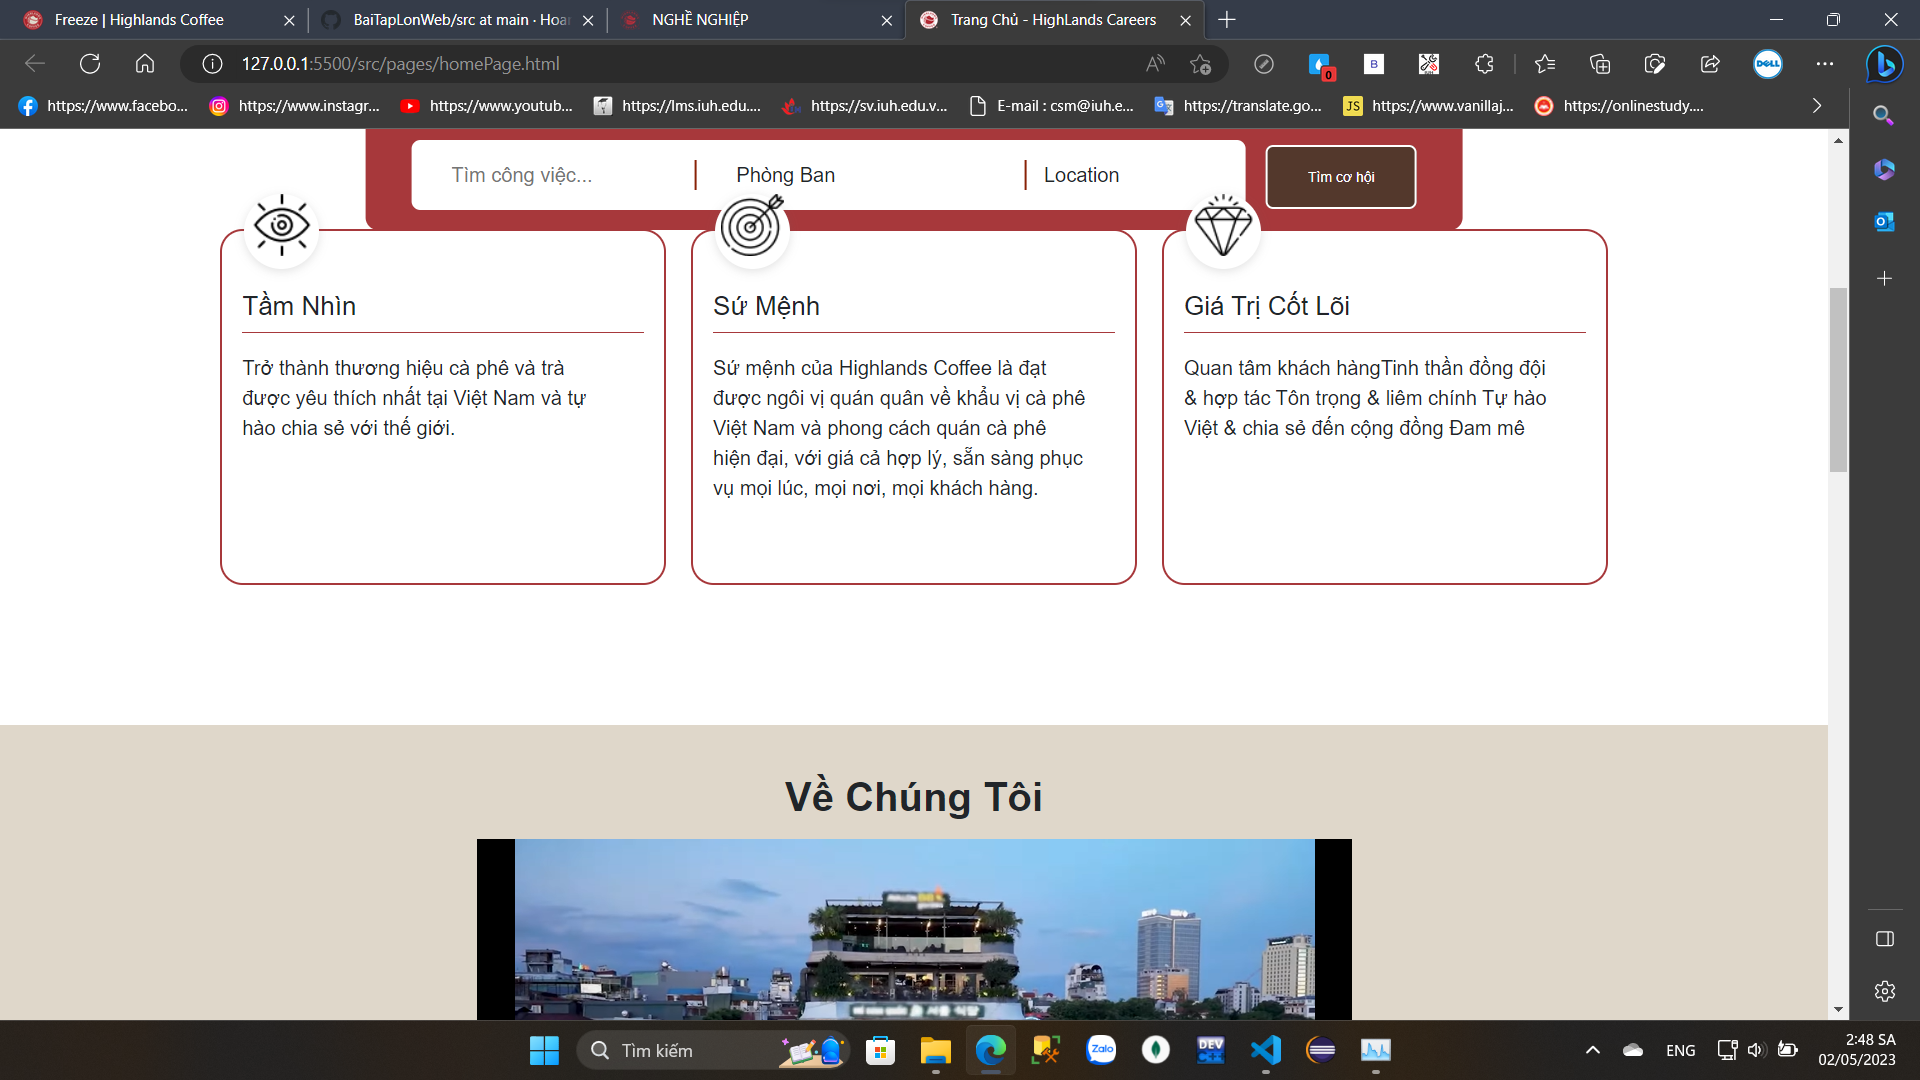 Freeze | Highlands Coffee
BaiTapLonWeb/src at main · Hoan
NGHỀ NGHIỆP
Trang Chủ - HighLands Careers
127.0.0.1:5500/src/pages/homePage.html
0
B
DELL
https://www.facebo...
https://www.instagr...
https://www.youtub...
https://lms.iuh.edu....
https://sv.iuh.edu.v...
E-mail : csm@iuh.e...
https://translate.go...
JS
https://www.vanillaj...
https://onlinestudy....
Tìm công việc...
Phòng Ban
Location
Tìm cơ hội
Tầm Nhìn
Trở thành thương hiệu cà phê và trà
được yêu thích nhất tại Việt Nam và tự
hào chia sẻ với thế giới.
Sứ Mệnh
Sứ mệnh của Highlands Coffee là đạt
được ngôi vị quán quân về khẩu vị cà phê
Việt Nam và phong cách quán cà phê
hiện đại, với giá cả hợp lý, sẵn sàng phục
vụ mọi lúc, mọi nơi, mọi khách hàng.
Giá Trị Cốt Lõi
Quan tâm khách hàngTinh thần đồng đội
& hợp tác Tôn trọng & liêm chính Tự hào
Việt & chia sẻ đến cộng đồng Đam mê
Về Chúng Tôi
Tìm kiếm
Zalo
DEV
ENG
2:48 SA
02/05/2023